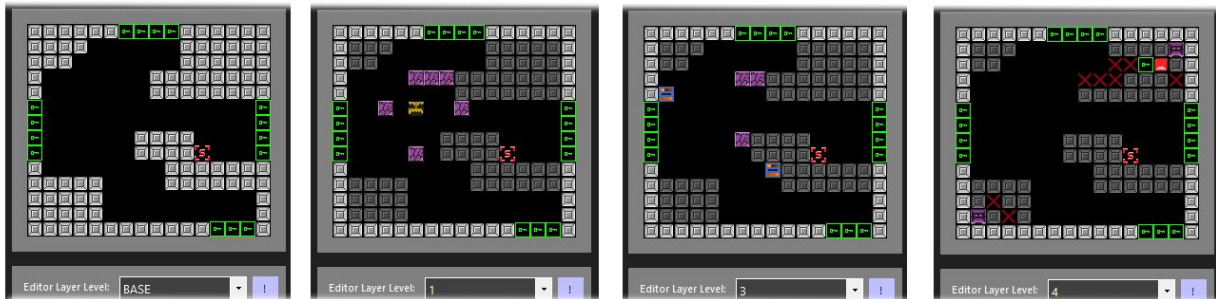 S
S
S
S
Editor Layer Level: BASE !
Editor Layer Level: 1 !
Editor Layer Level: 3 !
Editor Layer Level: 4 !